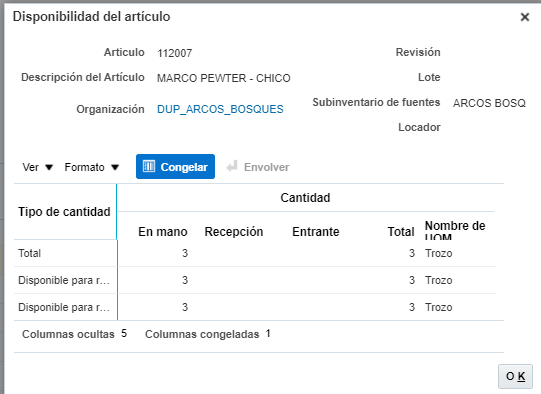 Disponibilidad del artículo
Articulo 112007 Revisión
Descripción del Artículo MARCO PEWTER - CHICO Lote
Organización DUP_ARCOS_BOSQUES Subinventario de fuentes ARCOS BOSQ
Locador
Ver Formato Congelar Envolver
Cantidad
Tipo de cantidad
En mano Recepción Entrante Total Nombre de UOM
Total 3 3 Trozo
Disponible para r... 3 3 Trozo
Disponible para r... 3 3 Trozo
Columnas ocultas 5 Columnas congeladas 1
O K